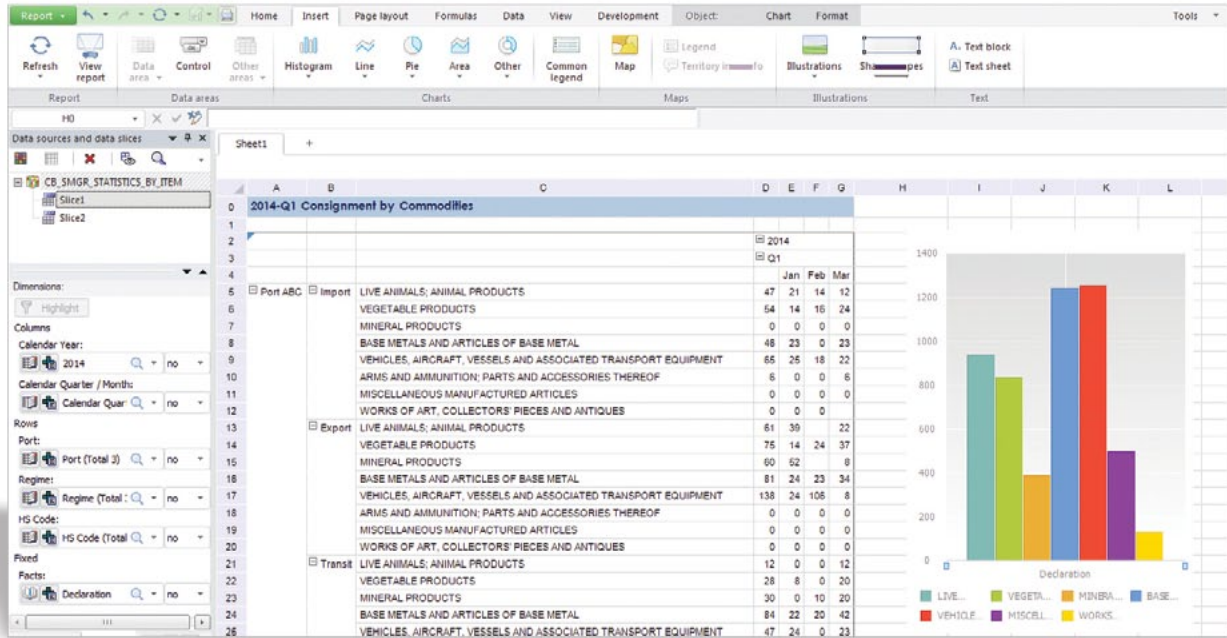 Report
Home Insert Page layout Formulas Data View Development Object: Chart Format Tools
Refresh View report Data area Control Other areas Histogram Line Pie Area Other Common legend Map Legend Territory Illustrations Text block
Text sheet
Report Data areas Charts Maps Illustrations Text
H0
Data sources and data slices
CB_SMGR_STATISTICS_BY_ITEM
Slice1
Slice2
Dimensions:
Highlight
Columns
Calendar Year:
2014 no
Calendar Quarter / Month:
Calendar Quar no
Rows
Port:
Port (Total 3) no
Regime:
Regime (Total : no
HS Code:
HS Code (Total no
Fixed
Facts:
Declaration no
Sheet1 +
A B C D E F G H I J K L
0 2014-Q1 Consignment by Commodities
1
2 2014
3 Q1
4 Jan Feb Mar
5 Port ABC Import LIVE ANIMALS; ANIMAL PRODUCTS 47 21 14 12
6 VEGETABLE PRODUCTS 54 14 16 24
7 MINERAL PRODUCTS 0 0 0 0
8 BASE METALS AND ARTICLES OF BASE METAL 46 23 0 23
9 VEHICLES, AIRCRAFT, VESSELS AND ASSOCIATED TRANSPORT EQUIPMENT 65 25 18 22
10 ARMS AND AMMUNITION; PARTS AND ACCESSORIES THEREOF 6 0 0 6
11 MISCELLANEOUS MANUFACTURED ARTICLES 0 0 0 0
12 WORKS OF ART, COLLECTORS' PIECES AND ANTIQUES 0 0 0
13 Export LIVE ANIMALS; ANIMAL PRODUCTS 61 39 22
14 VEGETABLE PRODUCTS 75 14 24 37
15 MINERAL PRODUCTS 60 52 8
16 BASE METALS AND ARTICLES OF BASE METAL 81 24 23 34
17 VEHICLES, AIRCRAFT, VESSELS AND ASSOCIATED TRANSPORT EQUIPMENT 138 24 106 8
18 ARMS AND AMMUNITION; PARTS AND ACCESSORIES THEREOF 0 0 0 0
19 MISCELLANEOUS MANUFACTURED ARTICLES 0 0 0 0
20 WORKS OF ART, COLLECTORS' PIECES AND ANTIQUES 0 0 0 0
21 Transit LIVE ANIMALS; ANIMAL PRODUCTS 12 0 0 12
22 VEGETABLE PRODUCTS 28 8 0 20
23 MINERAL PRODUCTS 30 0 10 20
24 BASE METALS AND ARTICLES OF BASE METAL 84 22 20 42
VEHICLES, AIRCRAFT, VESSELS AND ASSOCIATED TRANSPORT EQUIPMENT 47 24 0 23
1400
1200
1000
800
600
400
200
0
Declaration
LIVE... VEGETA... MINERA... BASE...
VEHICLE... MISCELL... WORKS...